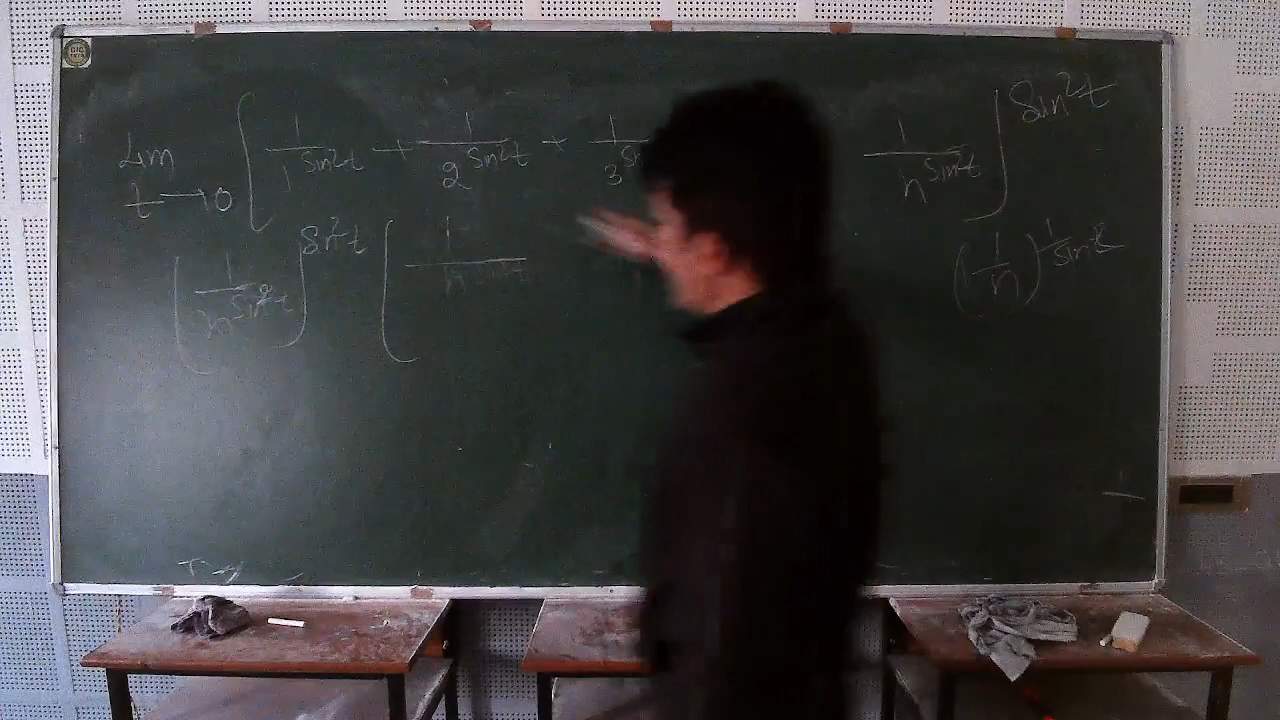 Lim t→0 [ 1/1^Sin²t + 1/2^Sin²t + 1/3^Sin 1/n^Sin²t ]^Sin²t
( 1/n^Sin²t )^Sin²t [ 1/ (1/n)^1/Sin²t